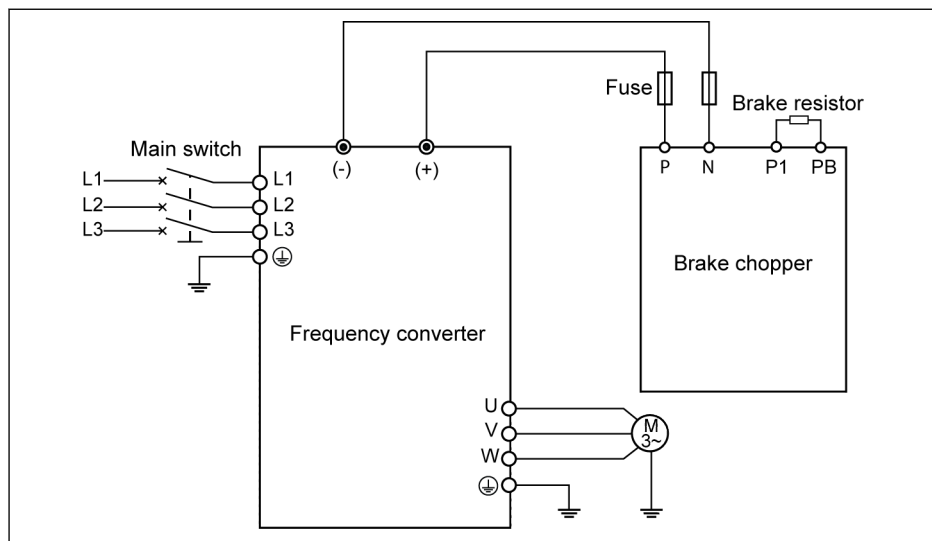 Fuse
Brake resistor
Main switch
(-)
(+)
P
N
P1
PB
L1
L1
L2
L2
L3
L3
Brake chopper
Frequency converter
U
V
W
M
3~